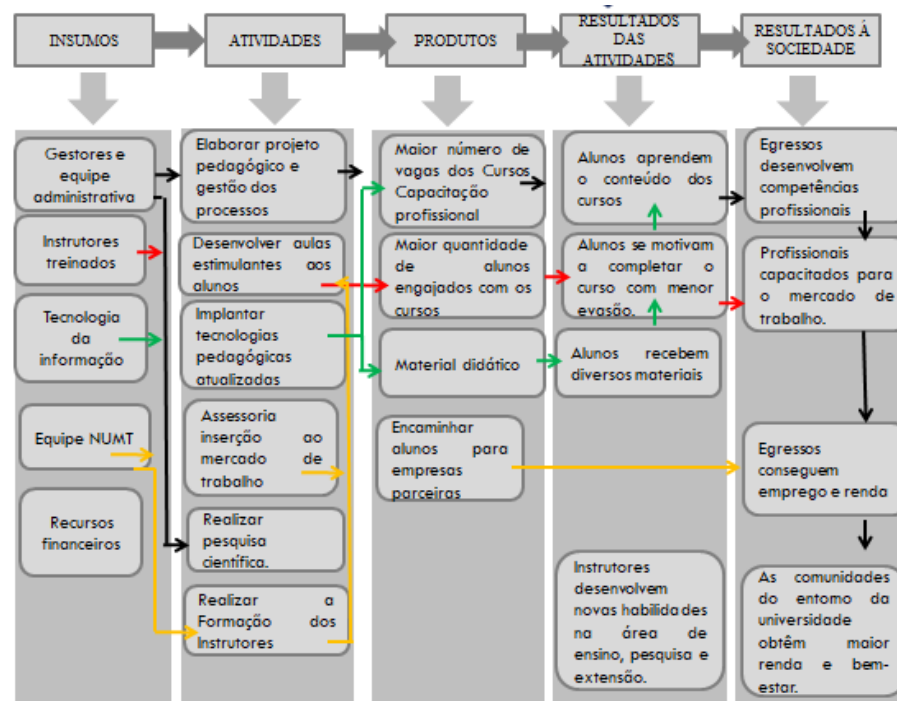 INSUMOS
ATIVIDADES
PRODUTOS
RESULTADOS
DAS
ATIVIDADES
RESULTADOS Á
SOCIEDADE
Gestores e
equipe
administrativa
Instrutores
treinados
Tecnologia
da
informação
Equipe NUMT
Recursos
financeiros
Elaborar projeto
pedagógico e
gestão dos
processos
Desenvolver aulas
estimulantes aos
alunos
Implantar
tecnologias
pedagógicas
atualizadas
Assessoria
inserção ao
mercado de
trabalho
Realizar
pesquisa
científica.
Realizar a
Formação dos
Instrutores
Maior número de
vagas dos Cursos
Capacitação
profissional
Maior quantidade
de alunos
engajados com os
cursos
Material didático
Encaminhar
alunos para
empresas
parceiras
Alunos aprendem
o conteúdo dos
cursos
Alunos se motivam
a completar o
curso com menor
evasão.
Alunos recebem
diversos materiais
Instrutores
desenvolvem
novas habilidades
na área de
ensino, pesquisa e
extensão.
Egressos
desenvolvem
competências
profissionais
Profissionais
capacitados para
o mercado de
trabalho.
Egressos
conseguem
emprego e renda
As comunidades
do entorno da
universidade
obtêm maior
renda e bem-
estar.